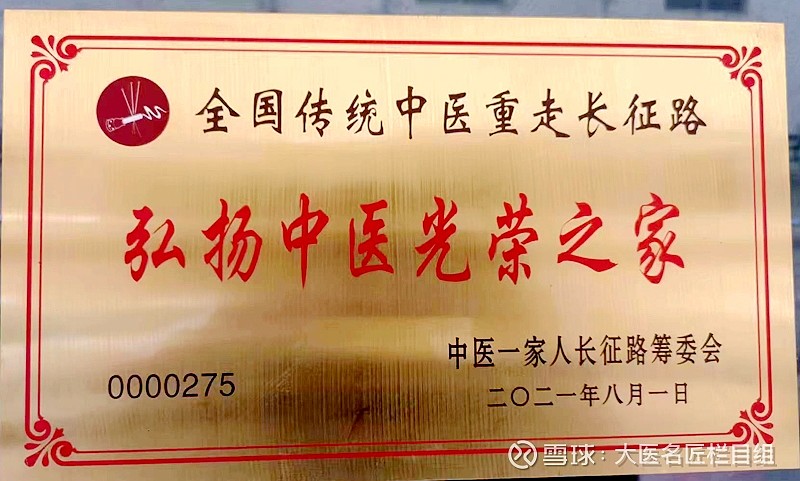 全国传统中医重走长征路
弘扬中医光荣之家
中医一家人长征路筹委会
0000275
二〇二一年八月一日
雪球:大医名匠栏目组